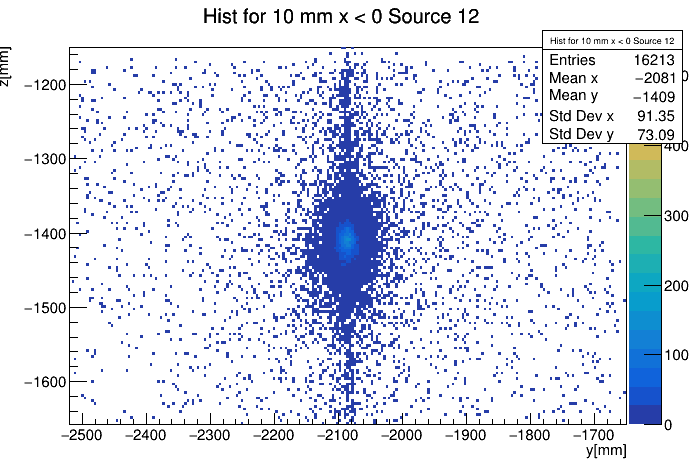 Hist for 10 mm x < 0 Source 12
z[mm]
Hist for 10 mm x < 0 Source 12
Entries 16213
Mean x −2081
Mean y −1409
Std Dev x 91.35
Std Dev y 73.09
−1200
−1300
−1400
−1500
−1600
400
300
200
100
0
−2500 −2400 −2300 −2200 −2100 −2000 −1900 −1800 −1700
y[mm]